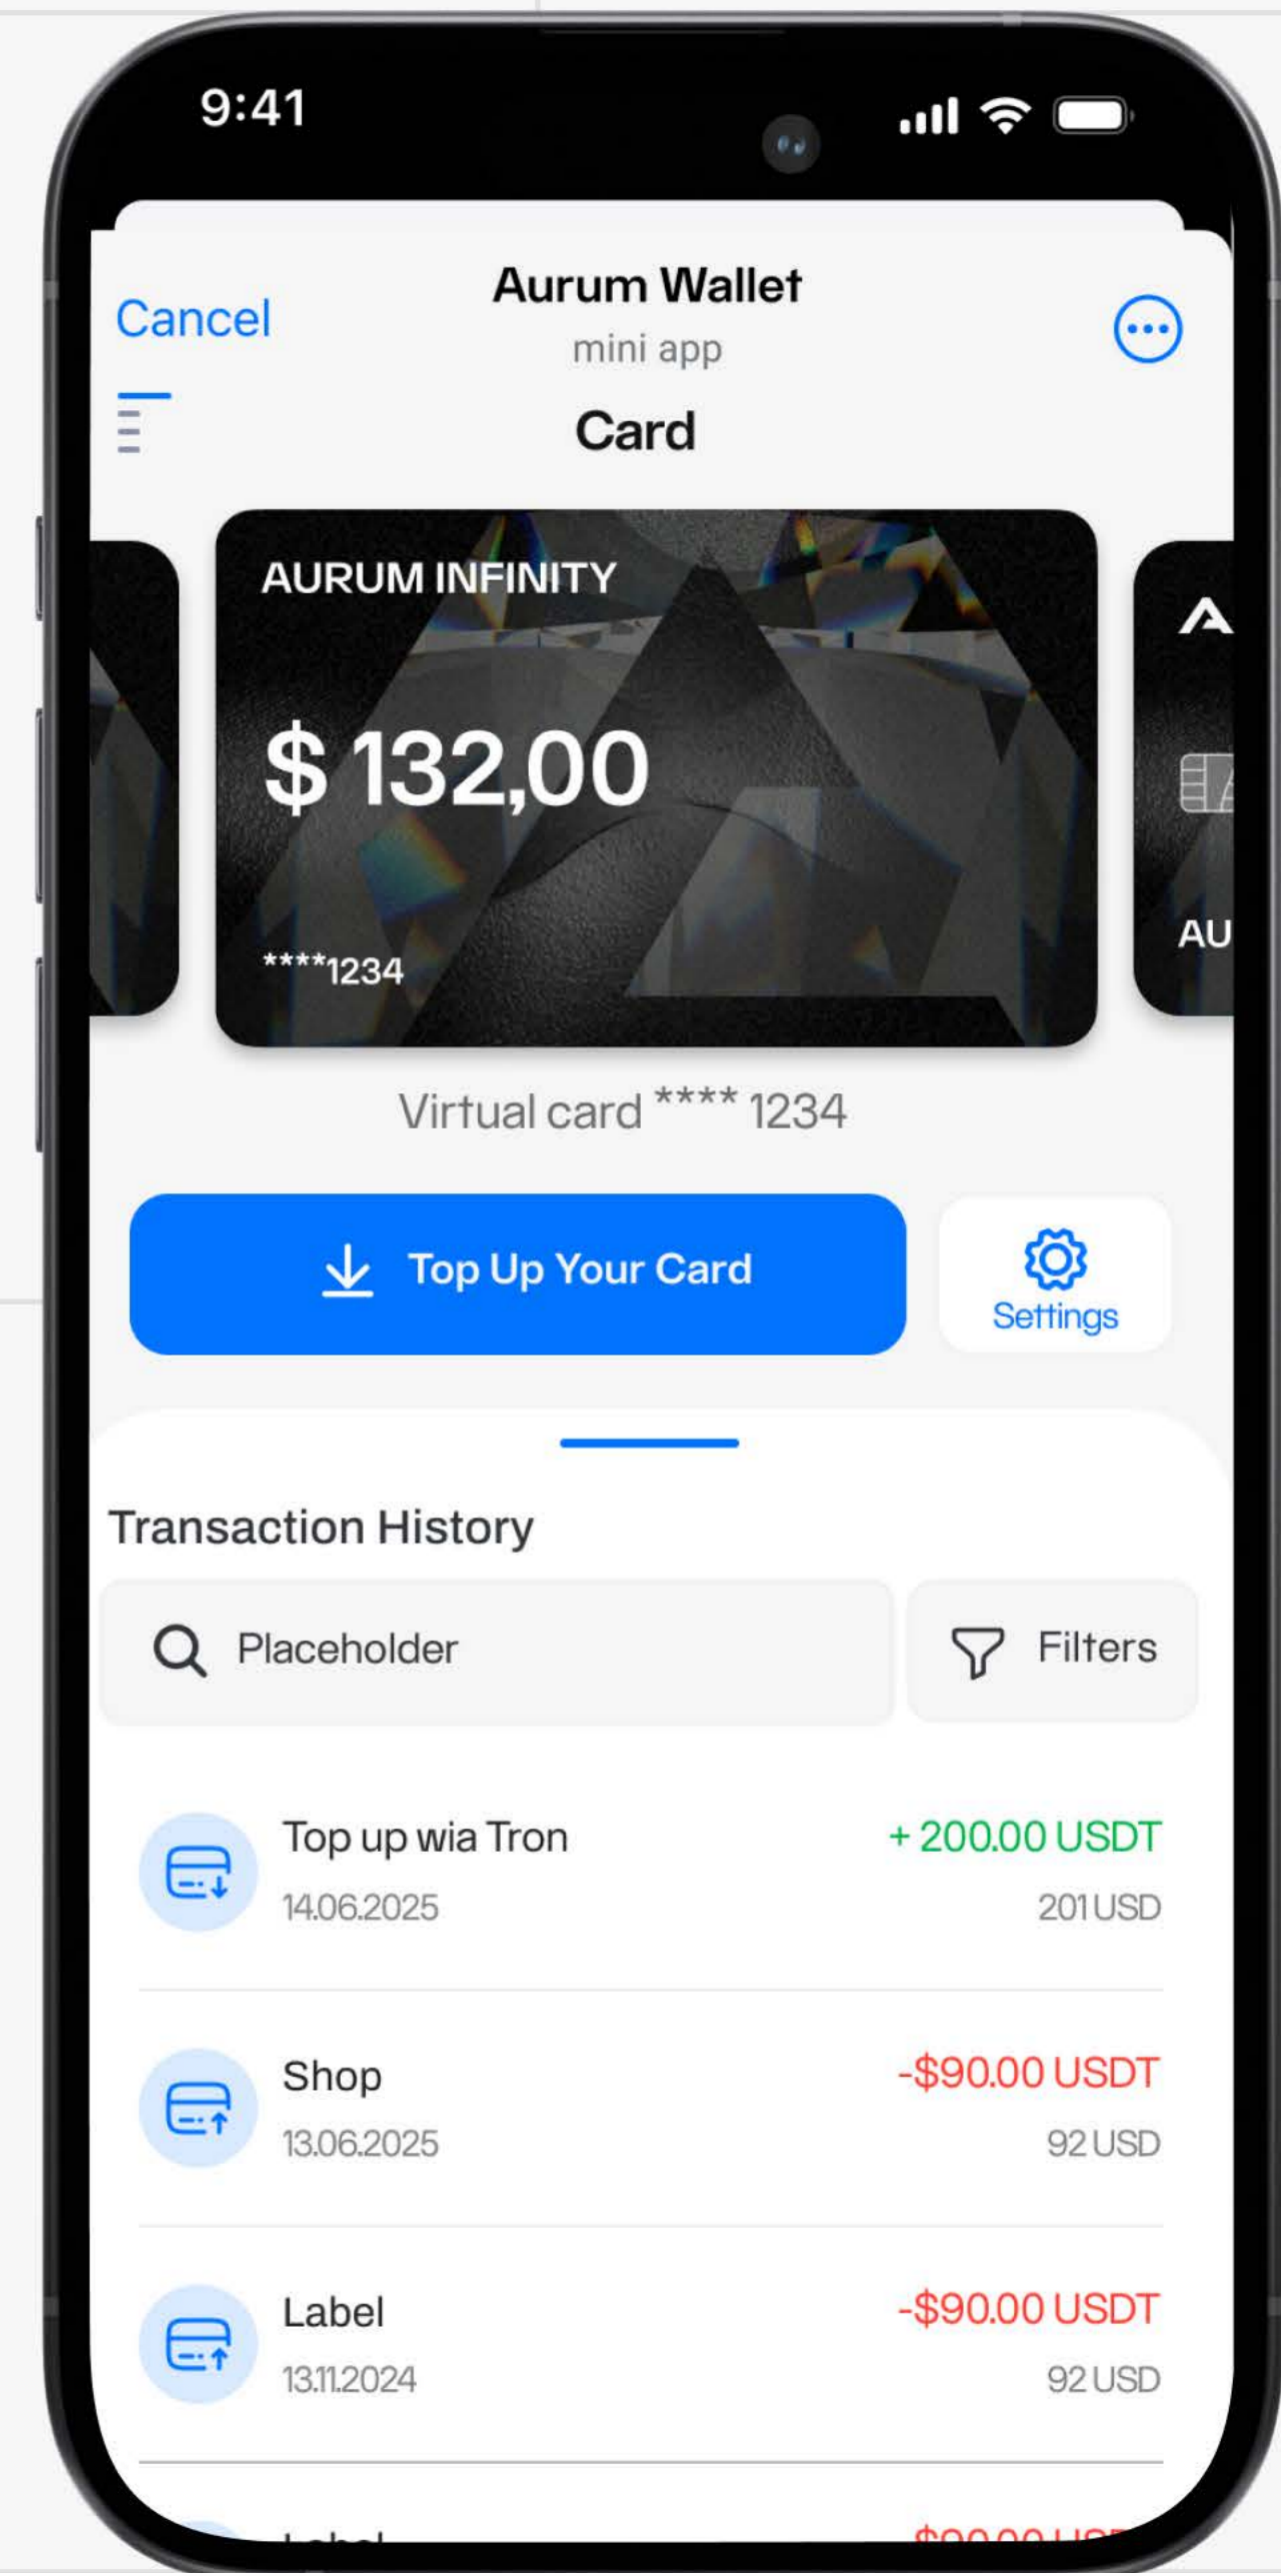 9:41
Cancel
Aurum Wallet
mini app
Card
AURUM INFINITY
$ 132,00
****1234
AU
Virtual card **** 1234
Top Up Your Card
Settings
Transaction History
Placeholder
Filters
Top up wia Tron
+ 200.00 USDT
14.06.2025
201 USD
Shop
-$90.00 USDT
13.06.2025
92 USD
Label
-$90.00 USDT
13.11.2024
92 USD